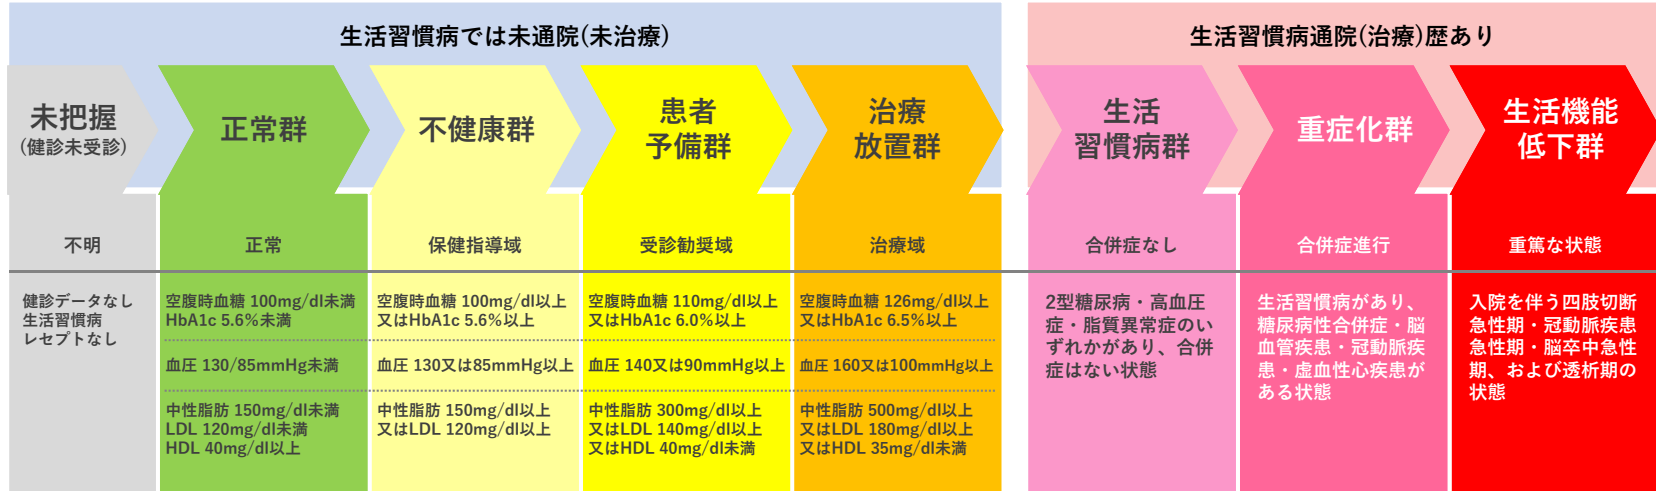 生活習慣病では未通院(未治療)
生活習慣病通院(治療)歴あり
未把握
(健診未受診)
正常群
不健康群
患者
予備群
治療
放置群
生活
習慣病群
重症化群
生活機能
低下群
不明
正常
保健指導域
受診勧奨域
治療域
合併症なし
合併症進行
重篤な状態
健診データなし
生活習慣病
レセプトなし
空腹時血糖 100mg/dl未満
HbA1c 5.6%未満
血圧 130/85mmHg未満
中性脂肪 150mg/dl未満
LDL 120mg/dl未満
HDL 40mg/dl以上
空腹時血糖 100mg/dl以上
又はHbA1c 5.6%以上
血圧 130又は85mmHg以上
中性脂肪 150mg/dl以上
又はLDL 120mg/dl以上
空腹時血糖 110mg/dl以上
又はHbA1c 6.0%以上
血圧 140又は90mmHg以上
中性脂肪 300mg/dl以上
又はLDL 140mg/dl以上
又はHDL 40mg/dl未満
空腹時血糖 126mg/dl以上
又はHbA1c 6.5%以上
血圧 160又は100mmHg以上
中性脂肪 500mg/dl以上
又はLDL 180mg/dl以上
又はHDL 35mg/dl未満
2型糖尿病・高血圧
症・脂質異常症のい
ずれかがあり、合併
症はない状態
生活習慣病があり、
糖尿病性合併症・脳
血管疾患・冠動脈疾
患・虚血性心疾患が
ある状態
入院を伴う四肢切断
急性期・冠動脈疾患
急性期・脳卒中急性
期、および透析期の
状態